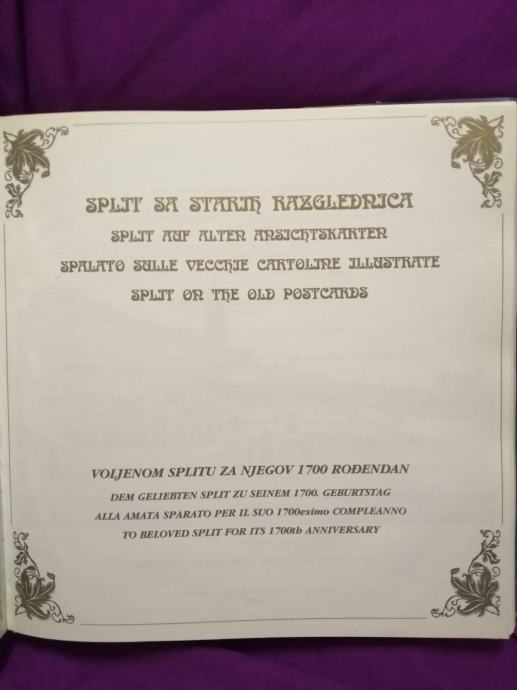 SPLIT SA STARIH RAZGLEDNICA
SPLIT AUF ALTEN ANSICHTSKARTEN
SPALATO SULLE VECCHIE CARTOLINE ILLUSTRATE
SPLIT ON THE OLD POSTCARDS
VOLJENOM SPLITU ZA NJEGOV 1700 ROĐENDAN
DEM GELIEBTEN SPLIT ZU SEINEM 1700. GEBURTSTAG
ALLA AMATA SPARATO PER IL SUO 1700esimo COMPLEANNO
TO BELOVED SPLIT FOR ITS 1700th ANNIVERSARY